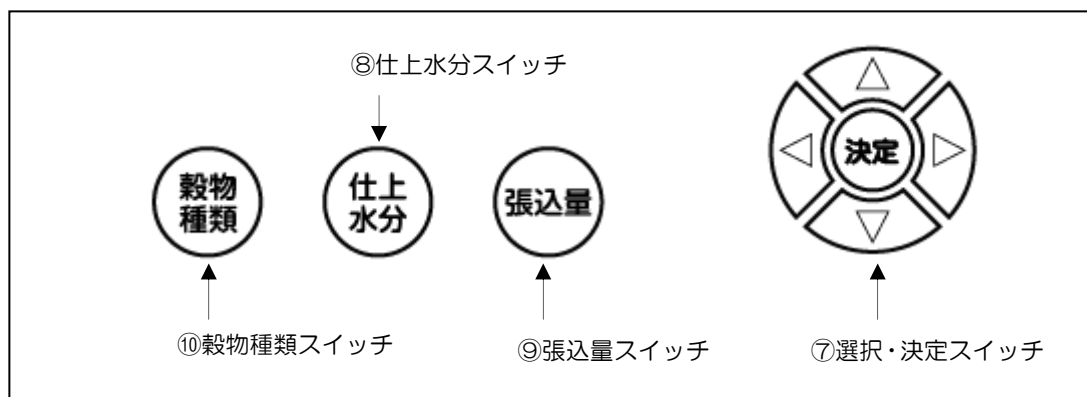 ⑧仕上水分スイッチ
穀物
種類
仕上
水分
張込量
△
◁
決定
▷
▽
⑩穀物種類スイッチ
⑨張込量スイッチ
⑦選択・決定スイッチ